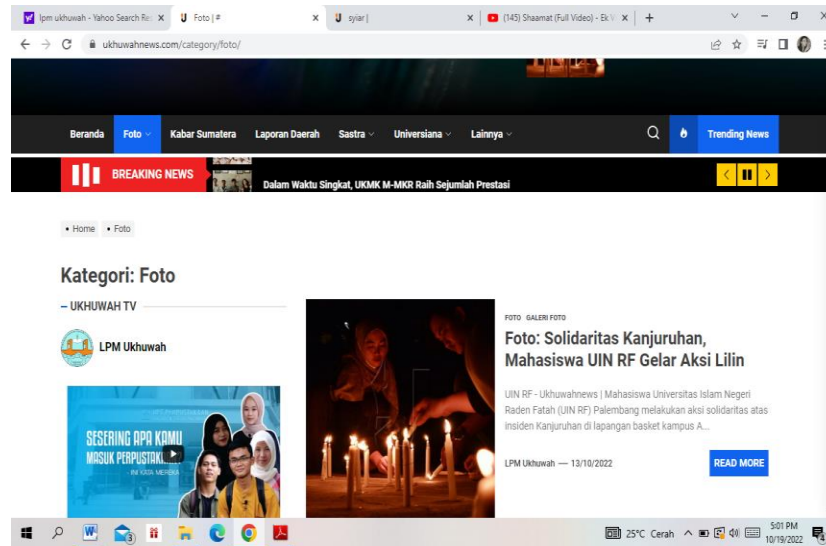 lpm ukhuwah - Yahoo Search Re
Foto | #
syiar |
(145) Shaamat (Full Video) - Ek V
ukhuwahnews.com/category/foto/
Beranda
Foto
Kabar Sumatera
Laporan Daerah
Sastra
Universiana
Lainnya
Trending News
BREAKING NEWS
Dalam Waktu Singkat, UKMK M-MKR Raih Sejumlah Prestasi
• Home • Foto
Kategori: Foto
– UKHUWAH TV
LPM Ukhuwah
SESERING APA KAMU
MASUK
- INI KATA MEREKA
FOTO GALERI FOTO
Foto: Solidaritas Kanjuruhan,
Mahasiswa UIN RF Gelar Aksi Lilin
UIN RF - Ukhuwahnews | Mahasiswa Universitas Islam Negeri
Raden Fatah (UIN RF) Palembang melakukan aksi solidaritas atas
insiden Kanjuruhan di lapangan basket kampus A...
LPM Ukhuwah — 13/10/2022
READ MORE
25°C Cerah
5:01 PM
10/19/2022